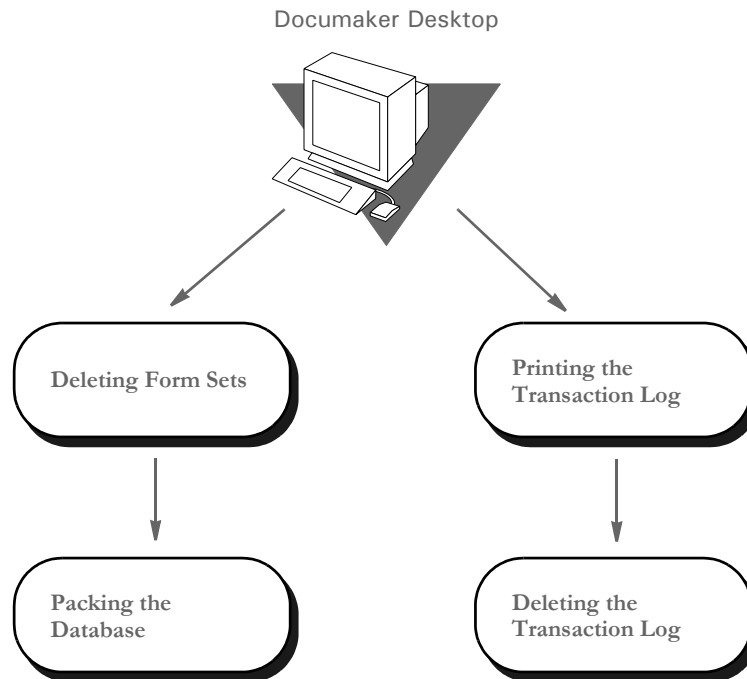 Documaker Desktop
Deleting Form Sets
Printing the
Transaction Log
Packing the
Database
Deleting the
Transaction Log